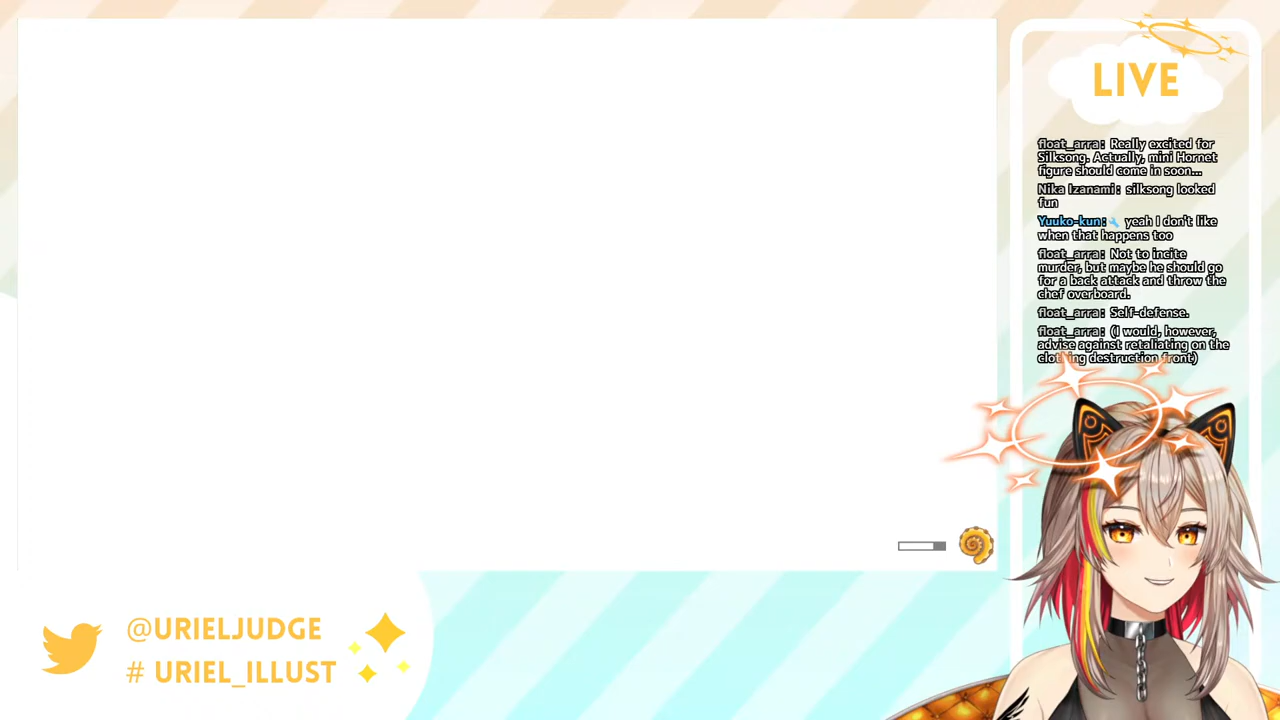 LIVE
float_arra: Really excited for
Silksong. Actually, mini Hornet
figure should come in soon...
Nika Izanami: silksong looked
fun
Yuuko-kun: yeah I don't like
when that happens too
float_arra: Not to incite
murder, but maybe he should go
for a back attack and throw the
chef overboard.
float_arra: Self-defense.
float_arra: (I would, however,
advise against retaliating on the
clothing destruction front)
@URIELJUDGE
# URIEL_ILLUST